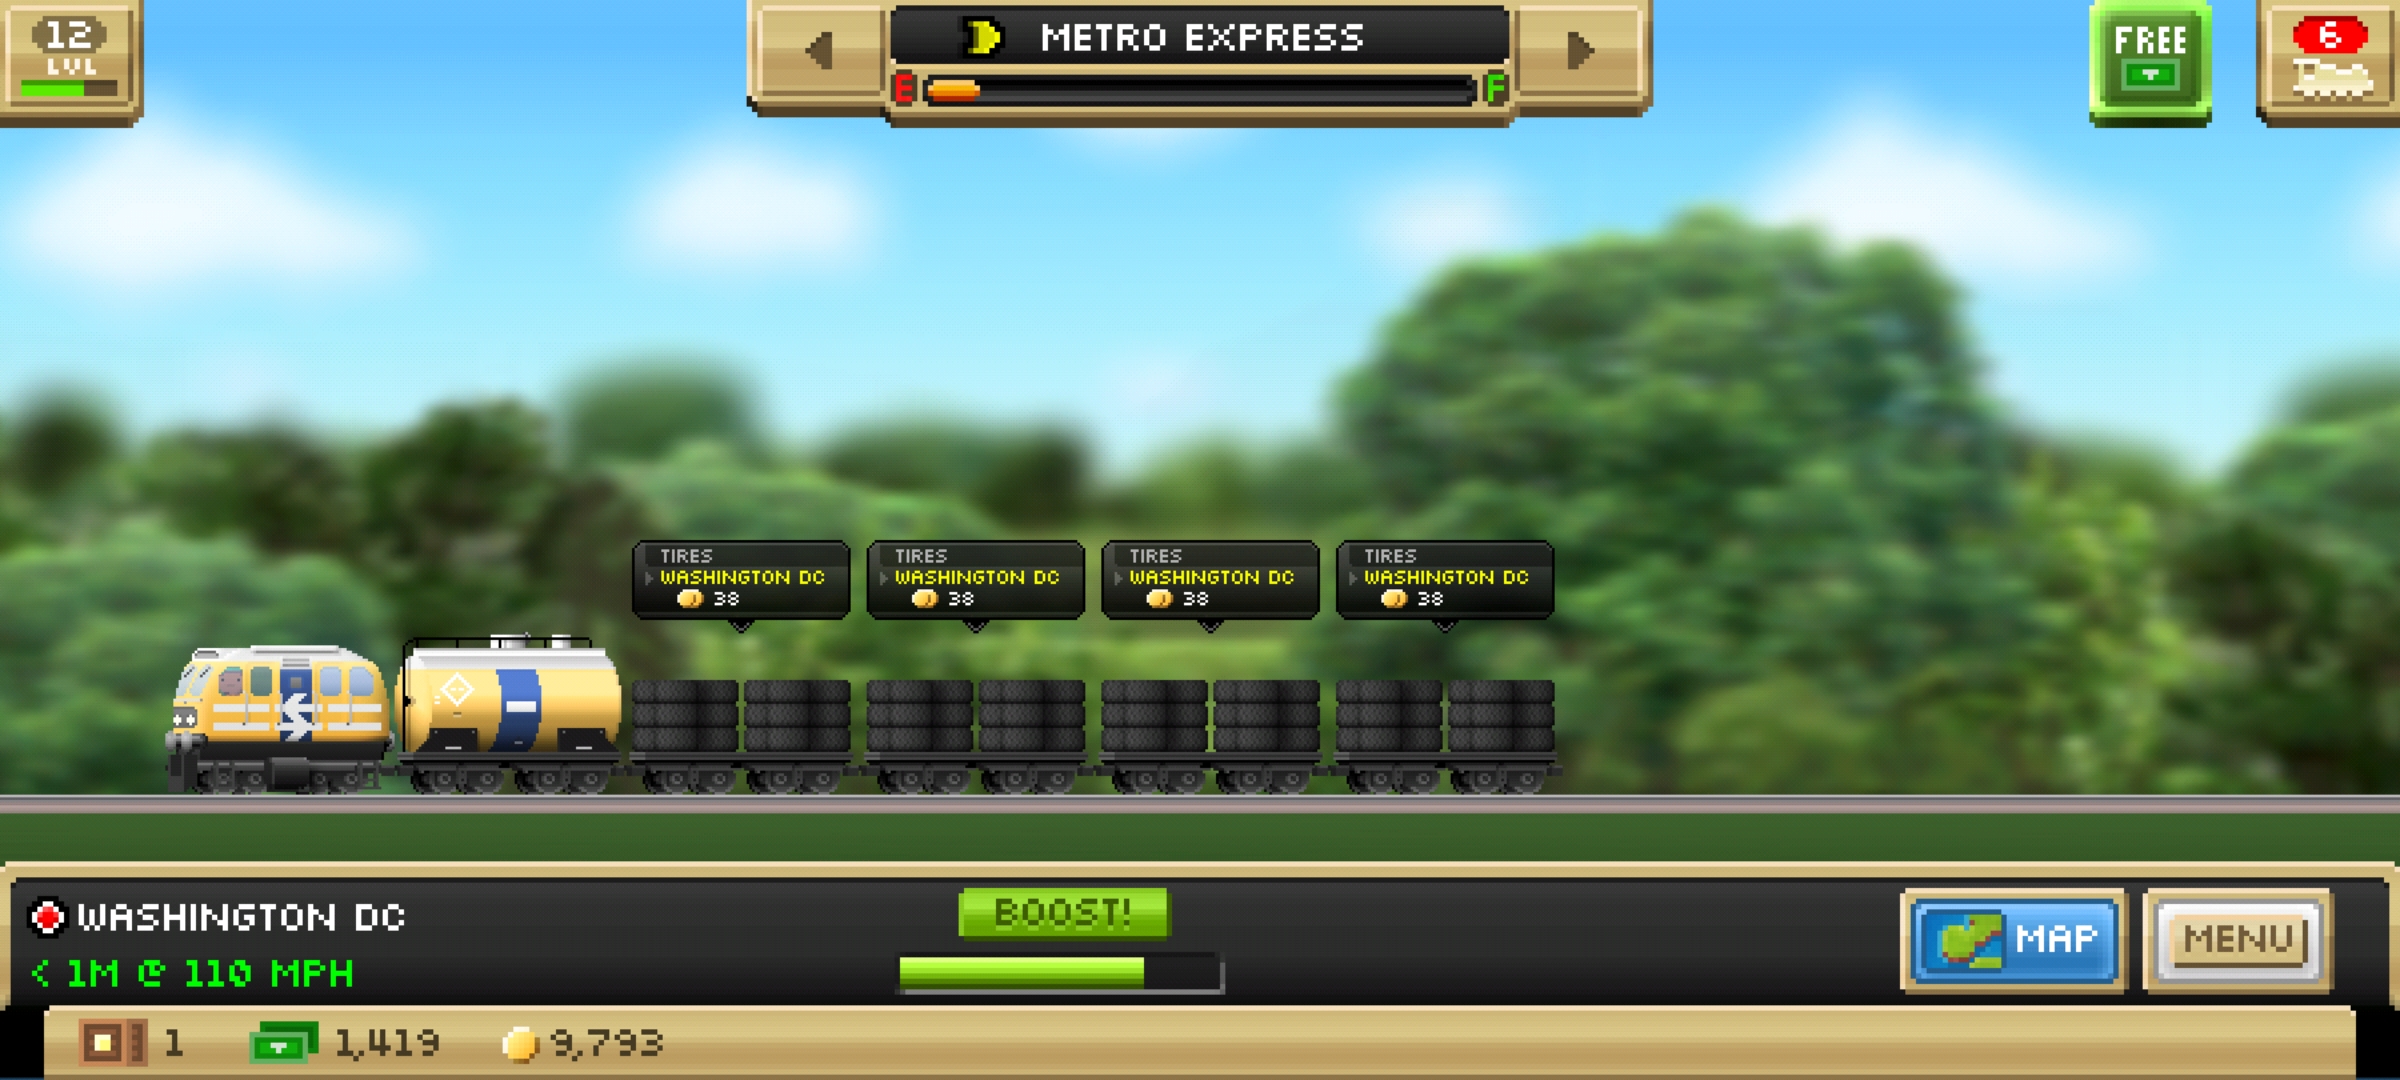 12
LVL
METRO EXPRESS
E F
FREE
6
TIRES
WASHINGTON DC
38
TIRES
WASHINGTON DC
38
TIRES
WASHINGTON DC
38
TIRES
WASHINGTON DC
38
WASHINGTON DC
< 1M @ 110 MPH
BOOST!
MAP
MENU
1 1,419 9,793